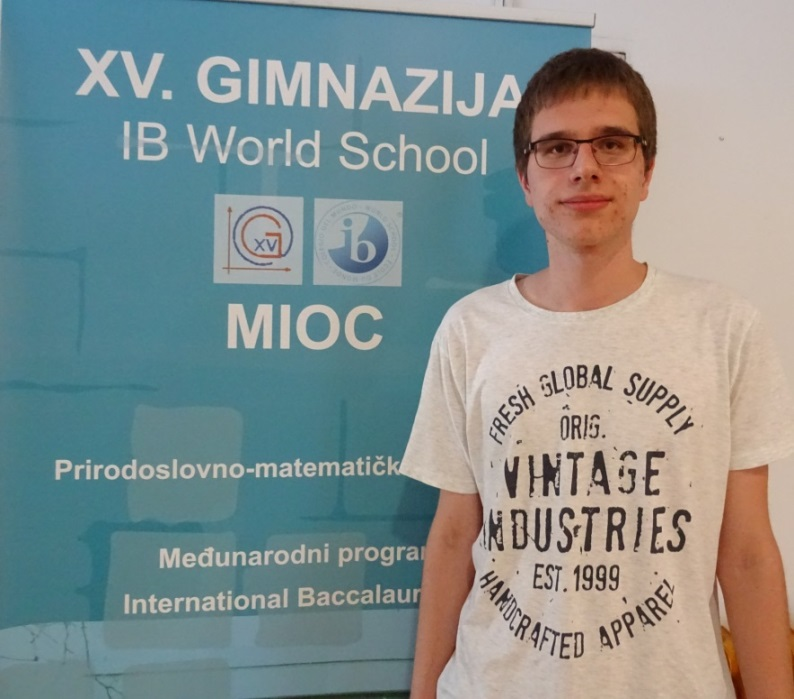 XV. GIMNAZIJA
IB World School
G XV
ib
MIOC
Prirodoslovno-matematičk
Međunarodni program
International Baccalaur
FRESH GLOBAL SUPPLY
ORIG.
VINTAGE
INDUSTRIES
EST. 1999
HANDCRAFTED APPAREL